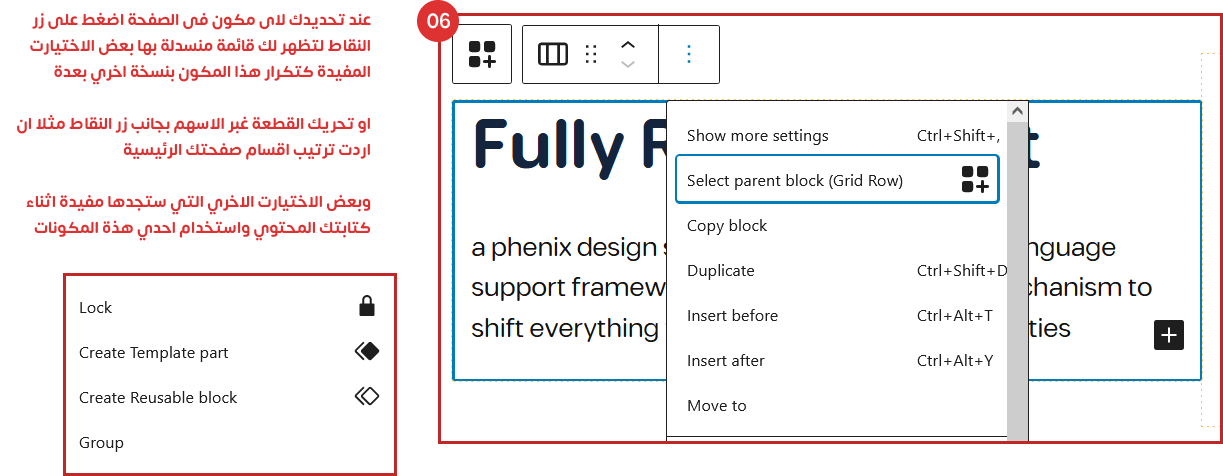 عند تحديدك لاى مكون فى الصفحة اضغط على زر
النقاط لتظهر لك قائمة منسدلة بها بعض الاختيارت
المفيدة كتكرار هذا المكون بنسخة اخري بعدة
او تحريك القطعة غبر الاسهم بجانب زر النقاط مثلا ان
اردت ترتيب اقسام صفحتك الرئيسية
وبعض الاختيارت الاخري التي ستجدها مفيدة اثناء
كتابتك المحتوي واستخدام احدي هذة المكونات
Lock
Create Template part
Create Reusable block
Group
06
Fully R t
a phenix design s nguage
support framew chanism to
shift everything ties
Show more settings Ctrl+Shift+,
Select parent block (Grid Row)
Copy block
Duplicate Ctrl+Shift+D
Insert before Ctrl+Alt+T
Insert after Ctrl+Alt+Y
Move to